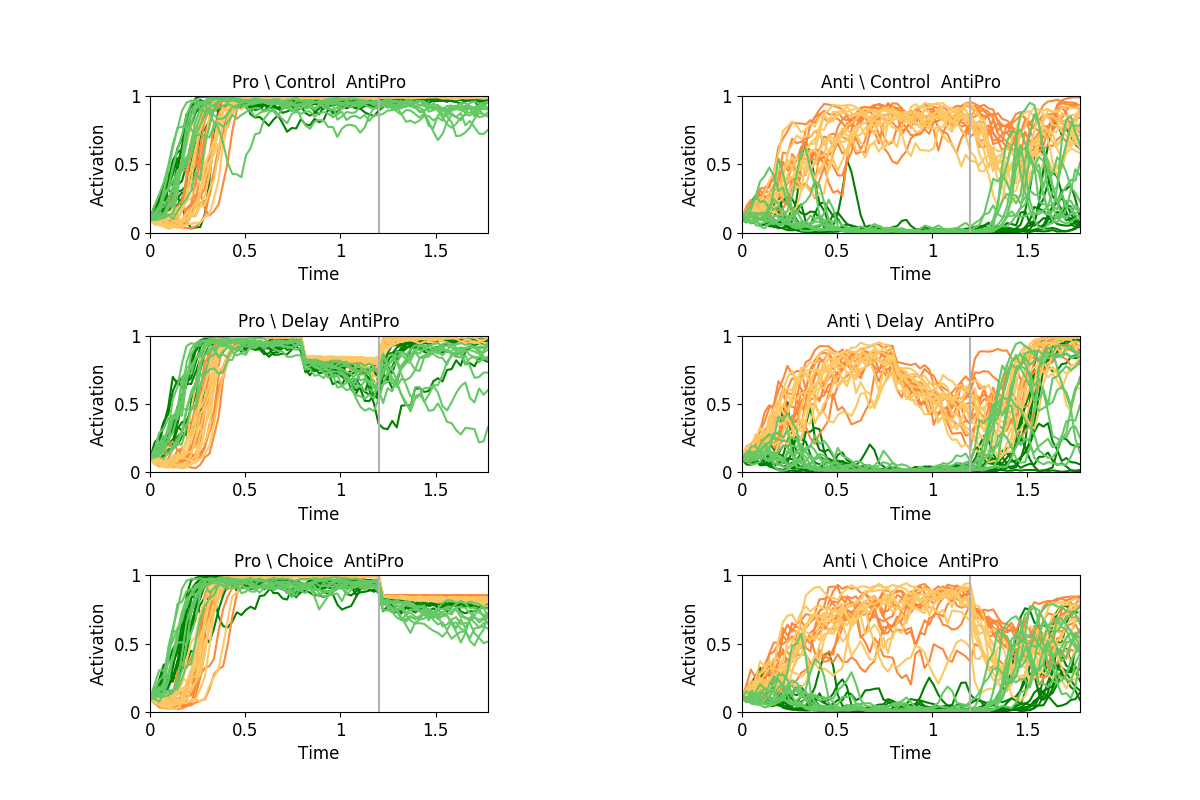 Pro \ Control  AntiPro
1
0.5
0
Activation
0 0.5 1 1.5
Time
Anti \ Control  AntiPro
1
0.5
0
Activation
0 0.5 1 1.5
Time
Pro \ Delay  AntiPro
1
0.5
0
Activation
0 0.5 1 1.5
Time
Anti \ Delay  AntiPro
1
0.5
0
Activation
0 0.5 1 1.5
Time
Pro \ Choice  AntiPro
1
0.5
0
Activation
0 0.5 1 1.5
Time
Anti \ Choice  AntiPro
1
0.5
0
Activation
0 0.5 1 1.5
Time